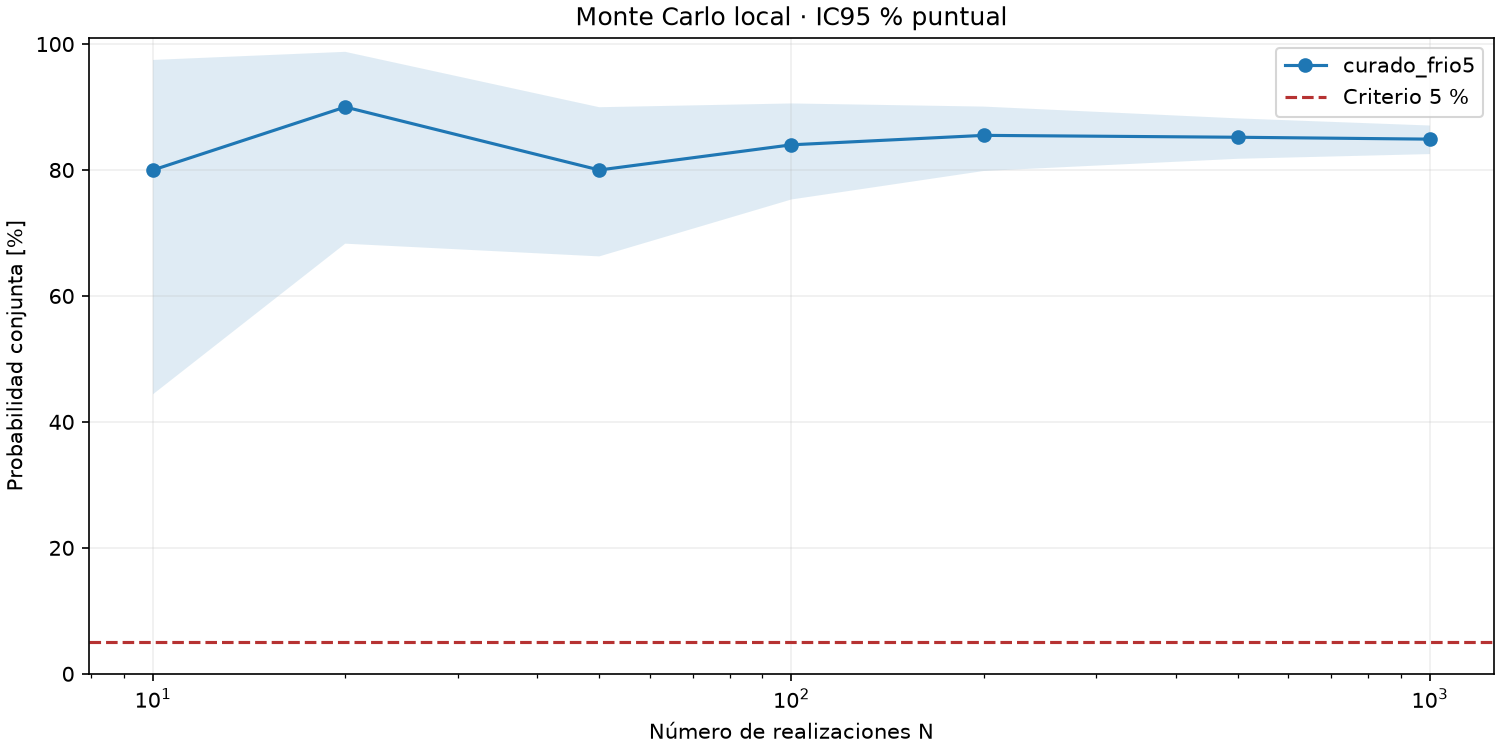 Monte Carlo local · IC95 % puntual
curado_frio5
Criterio 5 %
Probabilidad conjunta [%]
100
80
60
40
20
0
10¹
10²
10³
Número de realizaciones N